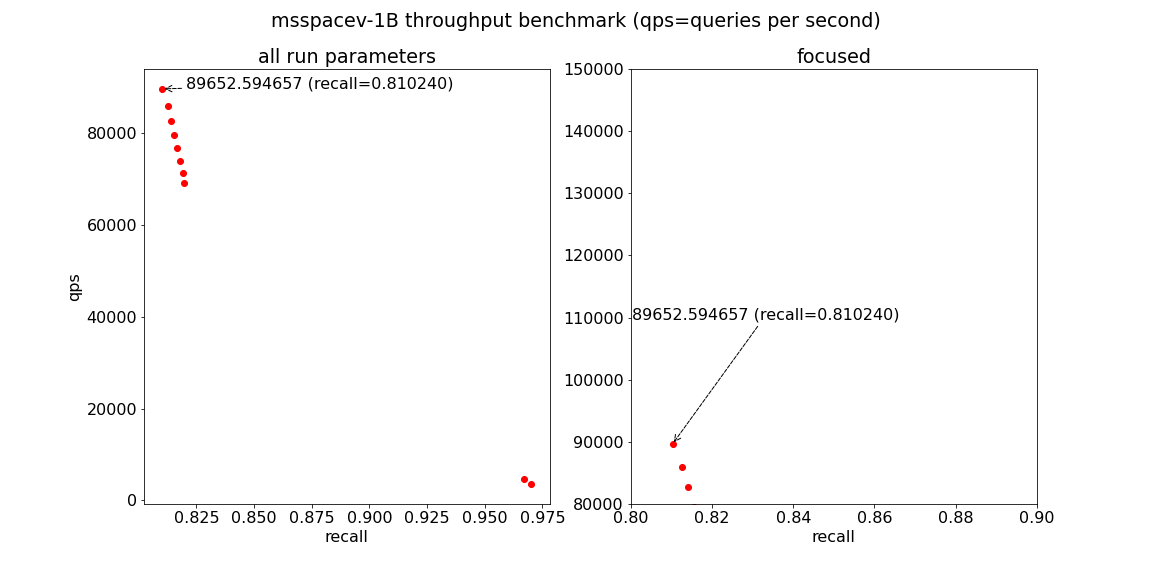 msspacev-1B throughput benchmark (qps=queries per second)
all run parameters
89652.594657 (recall=0.810240)
80000
60000
40000
20000
0
qps
0.825 0.850 0.875 0.900 0.925 0.950 0.975
recall
focused
150000
140000
130000
120000
110000
100000
90000
80000
89652.594657 (recall=0.810240)
0.80 0.82 0.84 0.86 0.88 0.90
recall